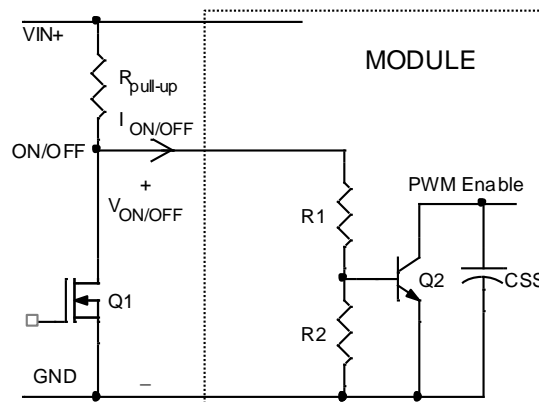 VIN+
MODULE
Rpull-up
ION/OFF
ON/OFF
PWM Enable
+
VON/OFF
R1
Q1
Q2
CSS
R2
GND
_